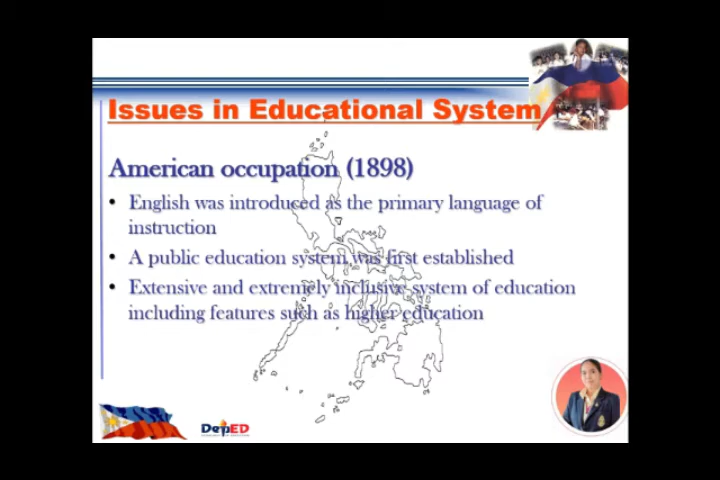 Issues in Educational System
American occupation (1898)
• English was introduced as the primary language of
instruction
• A public education system was first established
• Extensive and extremely inclusive system of education
including features such as higher education
DepED